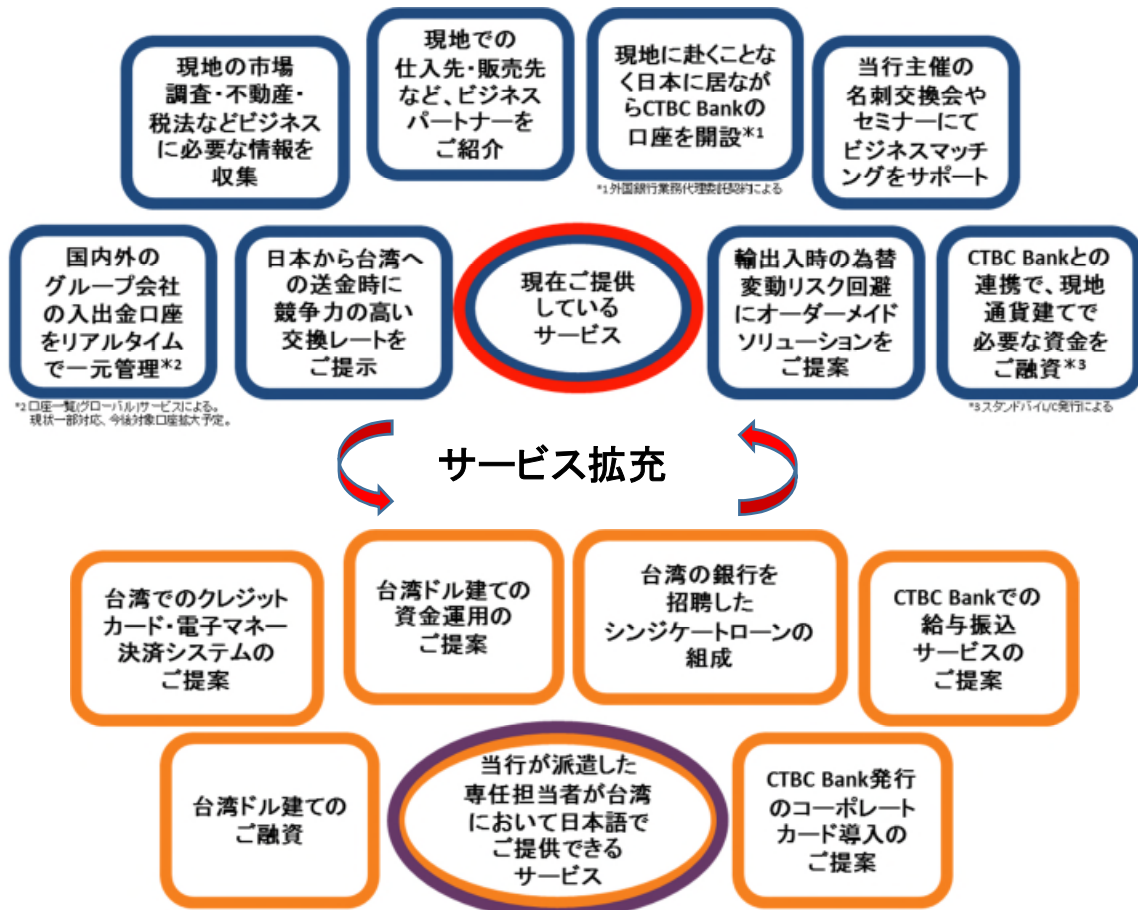 現地の市場
調査・不動産・
税法などビジネス
に必要な情報を
収集
現地での
仕入先・販売先
など、ビジネス
パートナーを
ご紹介
現地に赴くことな
く日本に居なが
らCTBC Bankの
口座を開設*1
*1 外国銀行業務代理委託契約による
当行主催の
名刺交換会や
セミナーにて
ビジネスマッチ
ングをサポート
国内外の
グループ会社
の入出金口座
をリアルタイム
で一元管理*2
*2 口座一覧(グローバル)サービスによる。
現状一部対応、今後対象口座拡大予定。
日本から台湾へ
の送金時に
競争力の高い
交換レートを
ご提示
現在ご提供
している
サービス
輸出入時の為替
変動リスク回避
にオーダーメイド
ソリューションを
ご提案
CTBC Bankとの
連携で、現地
通貨建てで
必要な資金を
ご融資*3
*3 スタンドバイL/C発行による
サービス拡充
台湾でのクレジット
カード・電子マネー
決済システムの
ご提案
台湾ドル建ての
資金運用の
ご提案
台湾の銀行を
招聘した
シンジケートローンの
組成
CTBC Bankでの
給与振込
サービスの
ご提案
台湾ドル建ての
ご融資
当行が派遣した
専任担当者が台湾
において日本語で
ご提供できる
サービス
CTBC Bank発行
のコーポレート
カード導入の
ご提案